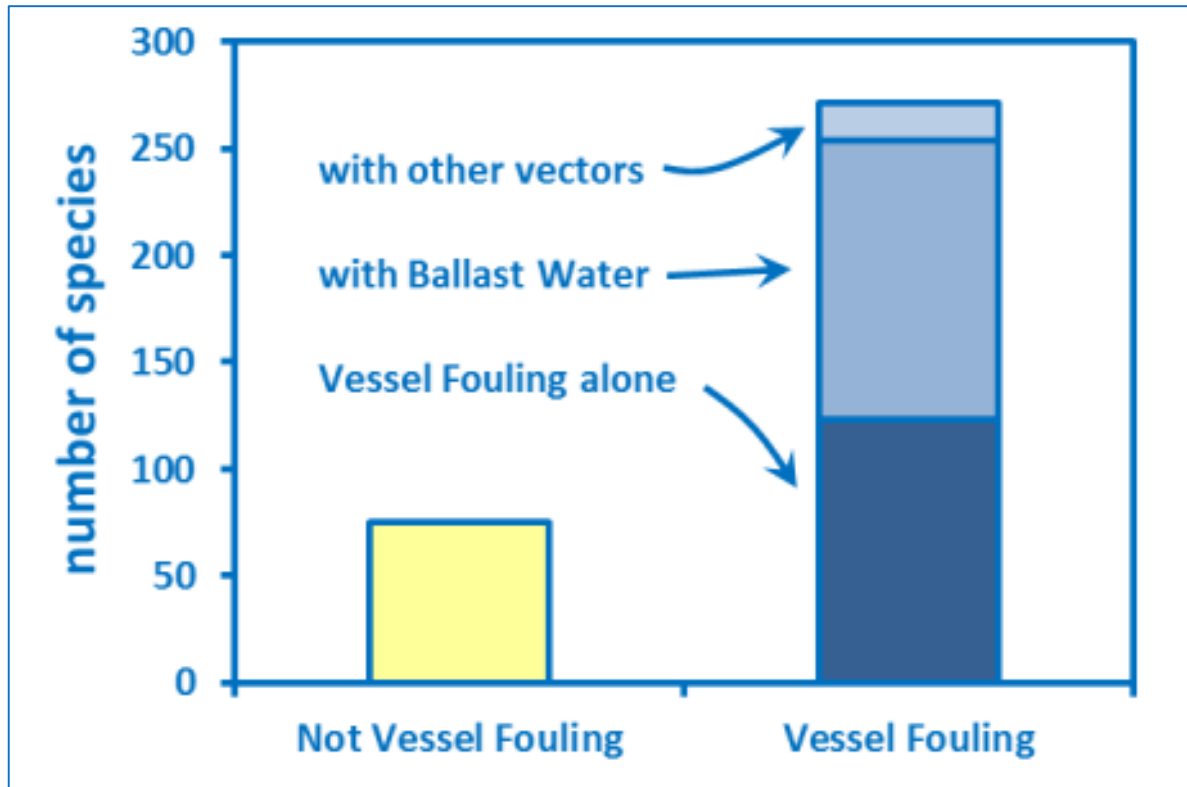 number of species
300
250
200
150
100
50
0
with other vectors
with Ballast Water
Vessel Fouling alone
Not Vessel Fouling
Vessel Fouling